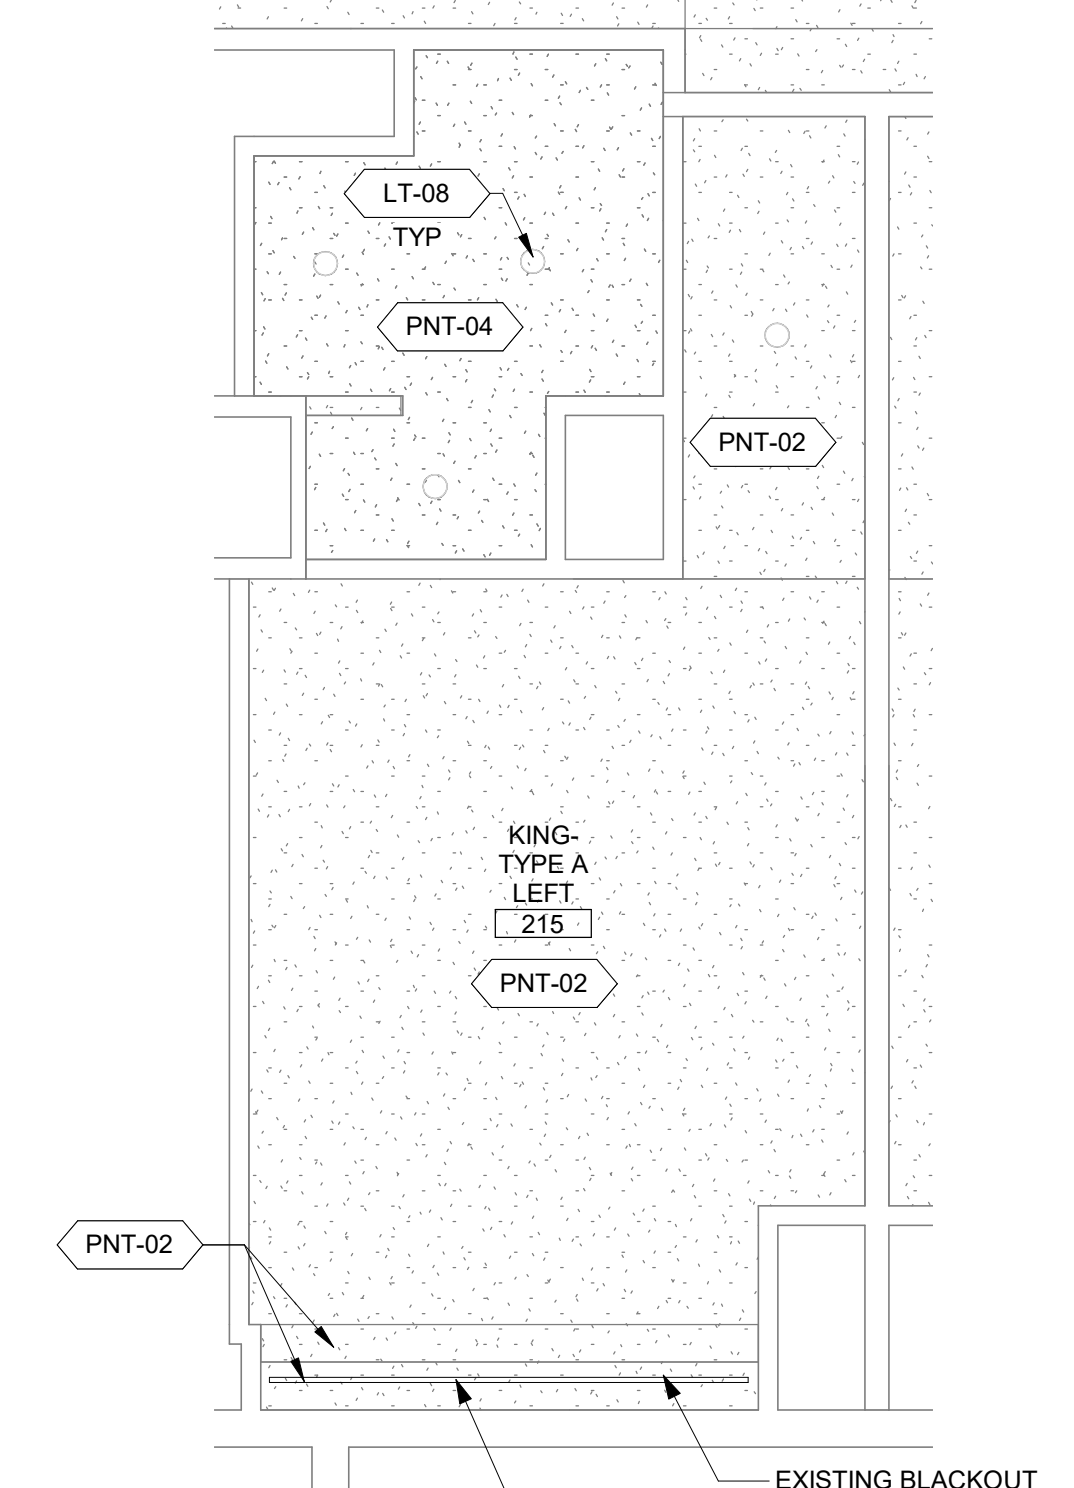 LT-08
TYP
PNT-04
PNT-02
KING-
TYPE A
LEFT
215
PNT-02
PNT-02
EXISTING BLACKOUT